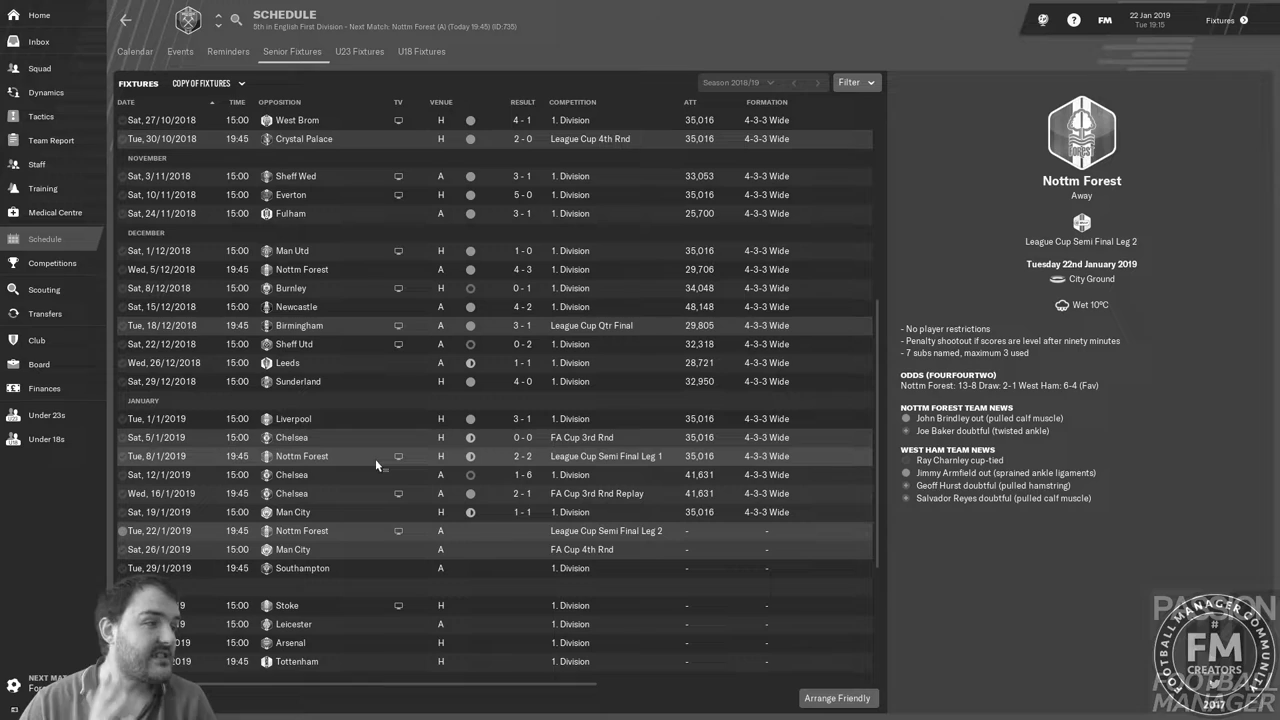 Home
Inbox
Squad
Dynamics
Tactics
Team Report
Staff
Training
Medical Centre
Schedule
Competitions
Scouting
Transfers
Club
Board
Finances
Under 23s
Under 18s
NEXT MAT
SCHEDULE
5th in English First Division - Next Match: Nottm Forest (A) (Today 19:45) (ID:735)
FM
22 Jan 2019
Tue 19:15
Fixtures
Calendar Events Reminders Senior Fixtures U23 Fixtures U18 Fixtures
FIXTURES COPY OF FIXTURES Season 2018/19 Filter
DATE TIME OPPOSITION TV VENUE RESULT COMPETITION ATT FORMATION
Sat, 27/10/2018 15:00 West Brom H 4 - 1 1. Division 35,016 4-3-3 Wide
Tue, 30/10/2018 19:45 Crystal Palace H 2 - 0 League Cup 4th Rnd 35,016 4-3-3 Wide
NOVEMBER
Sat, 3/11/2018 15:00 Sheff Wed A 3 - 1 1. Division 33,053 4-3-3 Wide
Sat, 10/11/2018 15:00 Everton H 5 - 0 1. Division 35,016 4-3-3 Wide
Sat, 24/11/2018 15:00 Fulham A 3 - 1 1. Division 25,700 4-3-3 Wide
DECEMBER
Sat, 1/12/2018 15:00 Man Utd H 1 - 0 1. Division 35,016 4-3-3 Wide
Wed, 5/12/2018 19:45 Nottm Forest A 4 - 3 1. Division 29,706 4-3-3 Wide
Sat, 8/12/2018 15:00 Burnley H 0 - 1 1. Division 34,048 4-3-3 Wide
Sat, 15/12/2018 15:00 Newcastle A 4 - 2 1. Division 48,148 4-3-3 Wide
Tue, 18/12/2018 19:45 Birmingham A 3 - 1 League Cup Qtr Final 29,805 4-3-3 Wide
Sat, 22/12/2018 15:00 Sheff Utd A 0 - 2 1. Division 32,318 4-3-3 Wide
Wed, 26/12/2018 15:00 Leeds A 1 - 1 1. Division 28,721 4-3-3 Wide
Sat, 29/12/2018 15:00 Sunderland H 4 - 0 1. Division 32,950 4-3-3 Wide
JANUARY
Tue, 1/1/2019 15:00 Liverpool H 3 - 1 1. Division 35,016 4-3-3 Wide
Sat, 5/1/2019 15:00 Chelsea H 0 - 0 FA Cup 3rd Rnd 35,016 4-3-3 Wide
Tue, 8/1/2019 19:45 Nottm Forest H 2 - 2 League Cup Semi Final Leg 1 35,016 4-3-3 Wide
Sat, 12/1/2019 15:00 Chelsea A 1 - 6 1. Division 41,631 4-3-3 Wide
Wed, 16/1/2019 19:45 Chelsea A 2 - 1 FA Cup 3rd Rnd Replay 41,631 4-3-3 Wide
Sat, 19/1/2019 15:00 Man City H 1 - 1 1. Division 35,016 4-3-3 Wide
Tue, 22/1/2019 19:45 Nottm Forest A League Cup Semi Final Leg 2 - -
Sat, 26/1/2019 15:00 Man City A FA Cup 4th Rnd - -
Tue, 29/1/2019 19:45 Southampton A 1. Division - -
19 15:00 Stoke H 1. Division - -
19 15:00 Leicester A 1. Division - -
19 15:00 Arsenal H 1. Division - -
19 19:45 Tottenham H 1. Division - -
Arrange Friendly
FORES
Nottm Forest
Away
League Cup Semi Final Leg 2
Tuesday 22nd January 2019
City Ground
Wet 10ºC
- No player restrictions
- Penalty shootout if scores are level after ninety minutes
- 7 subs named, maximum 3 used
ODDS (FOURFOURTWO)
Nottm Forest: 13-8 Draw: 2-1 West Ham: 6-4 (Fav)
NOTTM FOREST TEAM NEWS
John Brindley out (pulled calf muscle)
Joe Baker doubtful (twisted ankle)
WEST HAM TEAM NEWS
Ray Charnley cup-tied
Jimmy Armfield out (sprained ankle ligaments)
Geoff Hurst doubtful (pulled hamstring)
Salvador Reyes doubtful (pulled calf muscle)
FOOTBALL MANAGER COMMUNITY
#
FM
CREATORS
2017
MANAGER